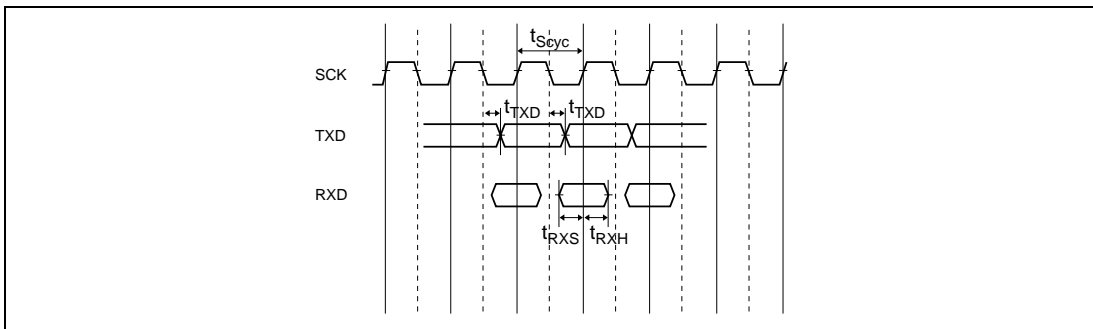 tScyc
SCK
tTXD tTXD
TXD
RXD
tRXS tRXH